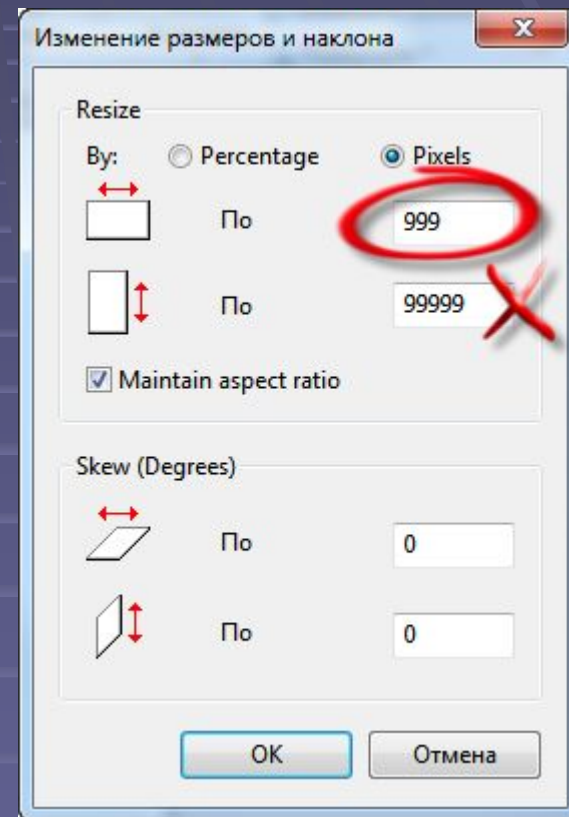 Изменение размеров и наклона
Resize
By: Percentage Pixels
По 999
По 99999
Maintain aspect ratio
Skew (Degrees)
По 0
По 0
OK Отмена